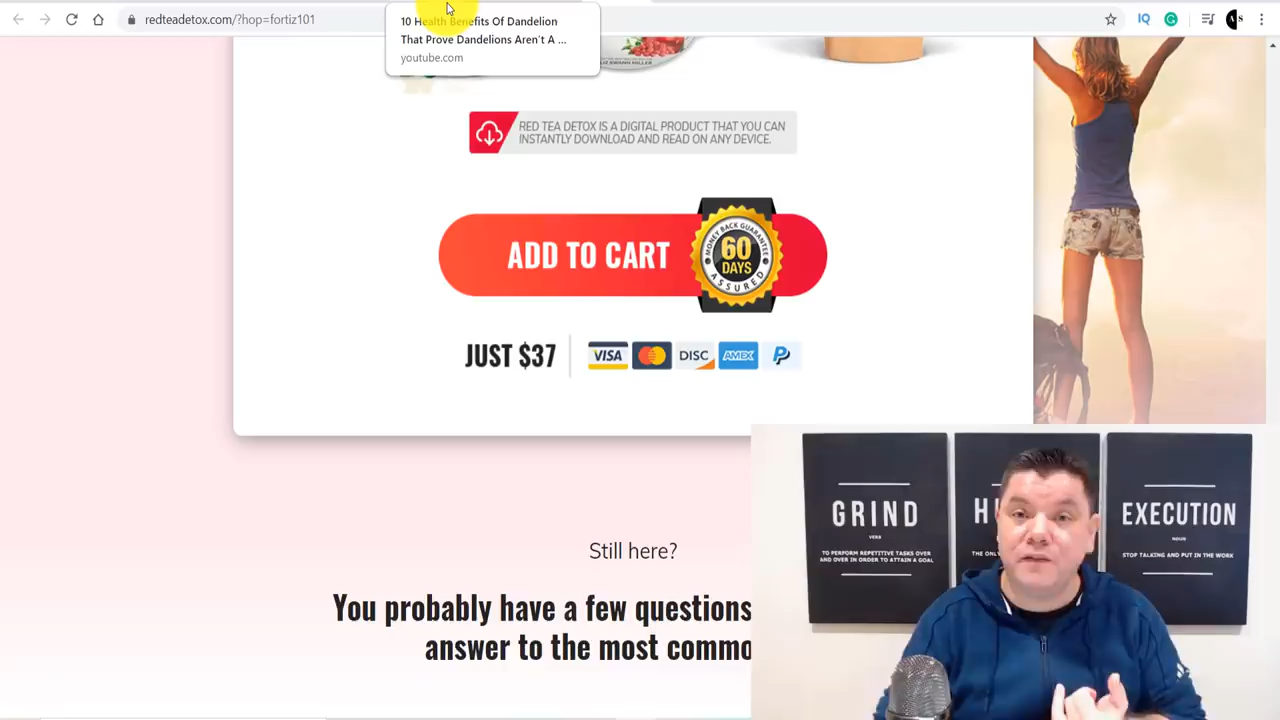 redteadetox.com/?hop=fortiz101
10 Health Benefits Of Dandelion
That Prove Dandelions Aren't A ...
youtube.com
RED TEA DETOX IS A DIGITAL PRODUCT THAT YOU CAN
INSTANTLY DOWNLOAD AND READ ON ANY DEVICE.
ADD TO CART
MONEY BACK GUARANTEE
60
DAYS
ASSURED
JUST $37
VISA
DISC
AMEX
Still here?
You probably have a few questions
answer to the most commo
GRIND
VERB
TO PERFORM REPETITIVE TASKS OVER
AND OVER IN ORDER TO ATTAIN A GOAL
H
THE ONL
EXECUTION
NOUN
STOP TALKING AND PUT IN THE WORK